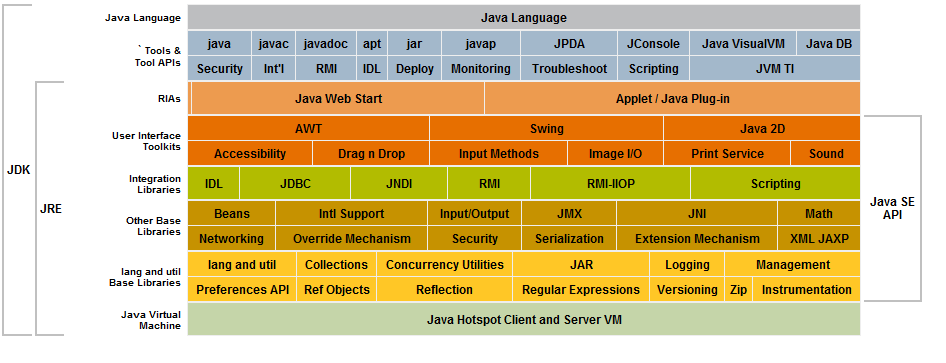 Java Language Java Language
` Tools & Tool APIs
java javac javadoc apt jar javap JPDA JConsole Java VisualVM Java DB
Security Int'l RMI IDL Deploy Monitoring Troubleshoot Scripting JVM TI
RIAs Java Web Start Applet / Java Plug-in
User Interface Toolkits
AWT Swing Java 2D
Accessibility Drag n Drop Input Methods Image I/O Print Service Sound
JDK
JRE
Integration Libraries
IDL JDBC JNDI RMI RMI-IIOP Scripting
Java SE API
Other Base Libraries
Beans Intl Support Input/Output JMX JNI Math
Networking Override Mechanism Security Serialization Extension Mechanism XML JAXP
lang and util Base Libraries
lang and util Collections Concurrency Utilities JAR Logging Management
Preferences API Ref Objects Reflection Regular Expressions Versioning Zip Instrumentation
Java Virtual Machine
Java Hotspot Client and Server VM